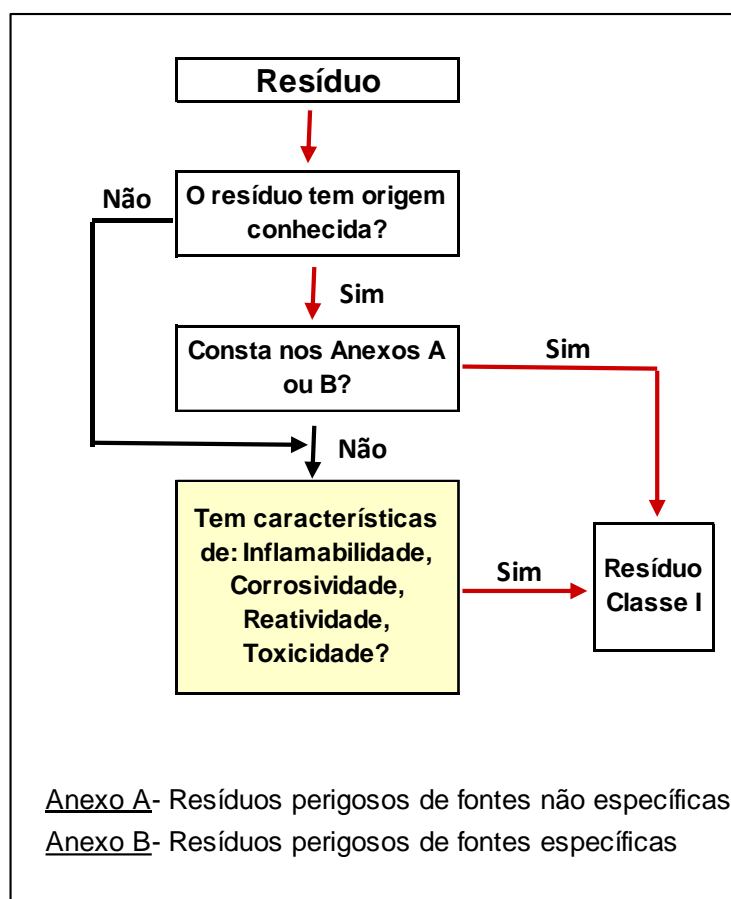 Resíduo
Não
O resíduo tem origem
conhecida?
Sim
Consta nos Anexos A
ou B?
Sim
Não
Tem características
de: Inflamabilidade,
Corrosividade,
Reatividade,
Toxicidade?
Sim
Resíduo
Classe I
Anexo A- Resíduos perigosos de fontes não específicas
Anexo B- Resíduos perigosos de fontes específicas